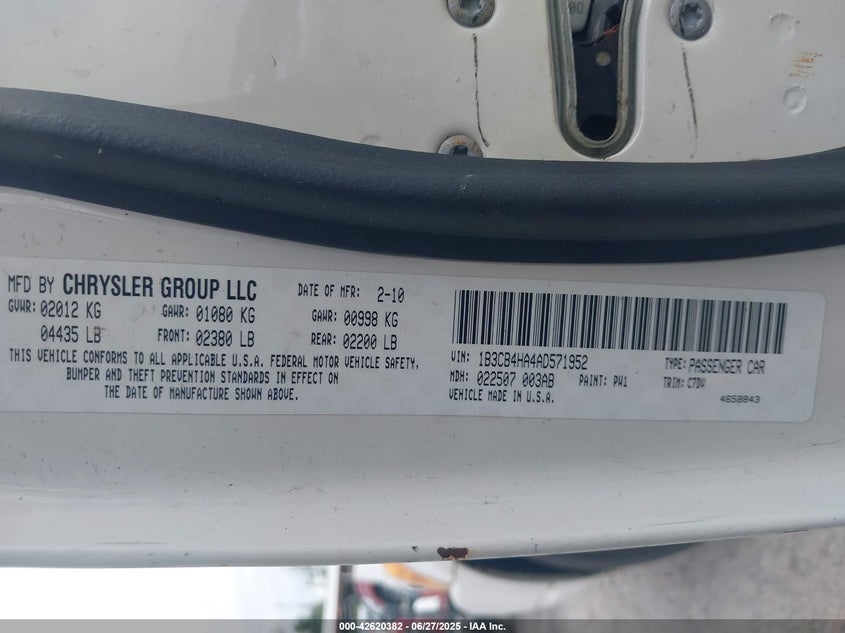 MFD BY CHRYSLER GROUP LLC
DATE OF MFR: 2-10
GVWR: 02012 KG
GAWR: 01080 KG
GAWR: 00998 KG
04435 LB
FRONT: 02380 LB
REAR: 02200 LB
THIS VEHICLE CONFORMS TO ALL APPLICABLE U.S.A. FEDERAL MOTOR VEHICLE SAFETY,
BUMPER AND THEFT PREVENTION STANDARDS IN EFFECT ON
THE DATE OF MANUFACTURE SHOWN ABOVE.
VIN: 1B3CB4HA4AD571952
TYPE: PASSENGER CAR
MDH: 022507 003AB
PAINT: PW1
TRIM: C7DV
VEHICLE MADE IN U.S.A.
4658843
000-42620382 - 06/27/2025 - IAA Inc.